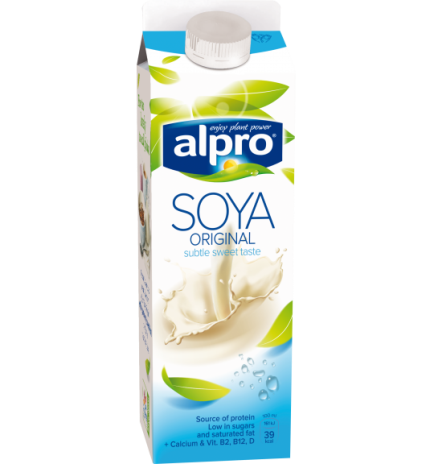 enjoy plant power
alpro®
SOYA
ORIGINAL
subtle sweet taste
Source of protein
Low in sugars
and saturated fat
+ Calcium & Vit. B2, B12, D
39
kcal